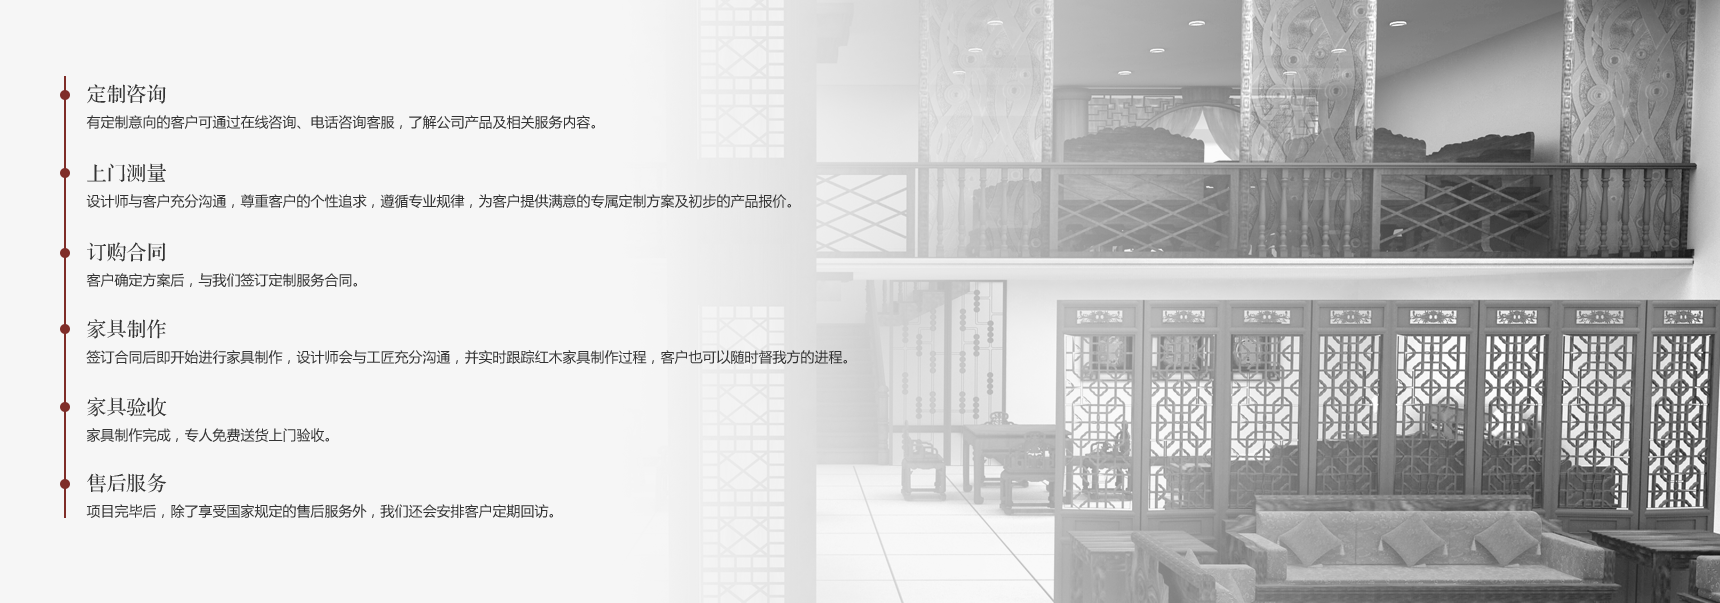 定制咨询
有定制意向的客户可通过在线咨询、电话咨询客服，了解公司产品及相关服务内容。
上门测量
设计师与客户充分沟通，尊重客户的个性追求，遵循专业规律，为客户提供满意的专属定制方案及初步的产品报价。
订购合同
客户确定方案后，与我们签订定制服务合同。
家具制作
签订合同后即开始进行家具制作，设计师会与工匠充分沟通，并实时跟踪红木家具制作过程，客户也可以随时督我方的进程。
家具验收
家具制作完成，专人免费送货上门验收。
售后服务
项目完毕后，除了享受国家规定的售后服务外，我们还会安排客户定期回访。